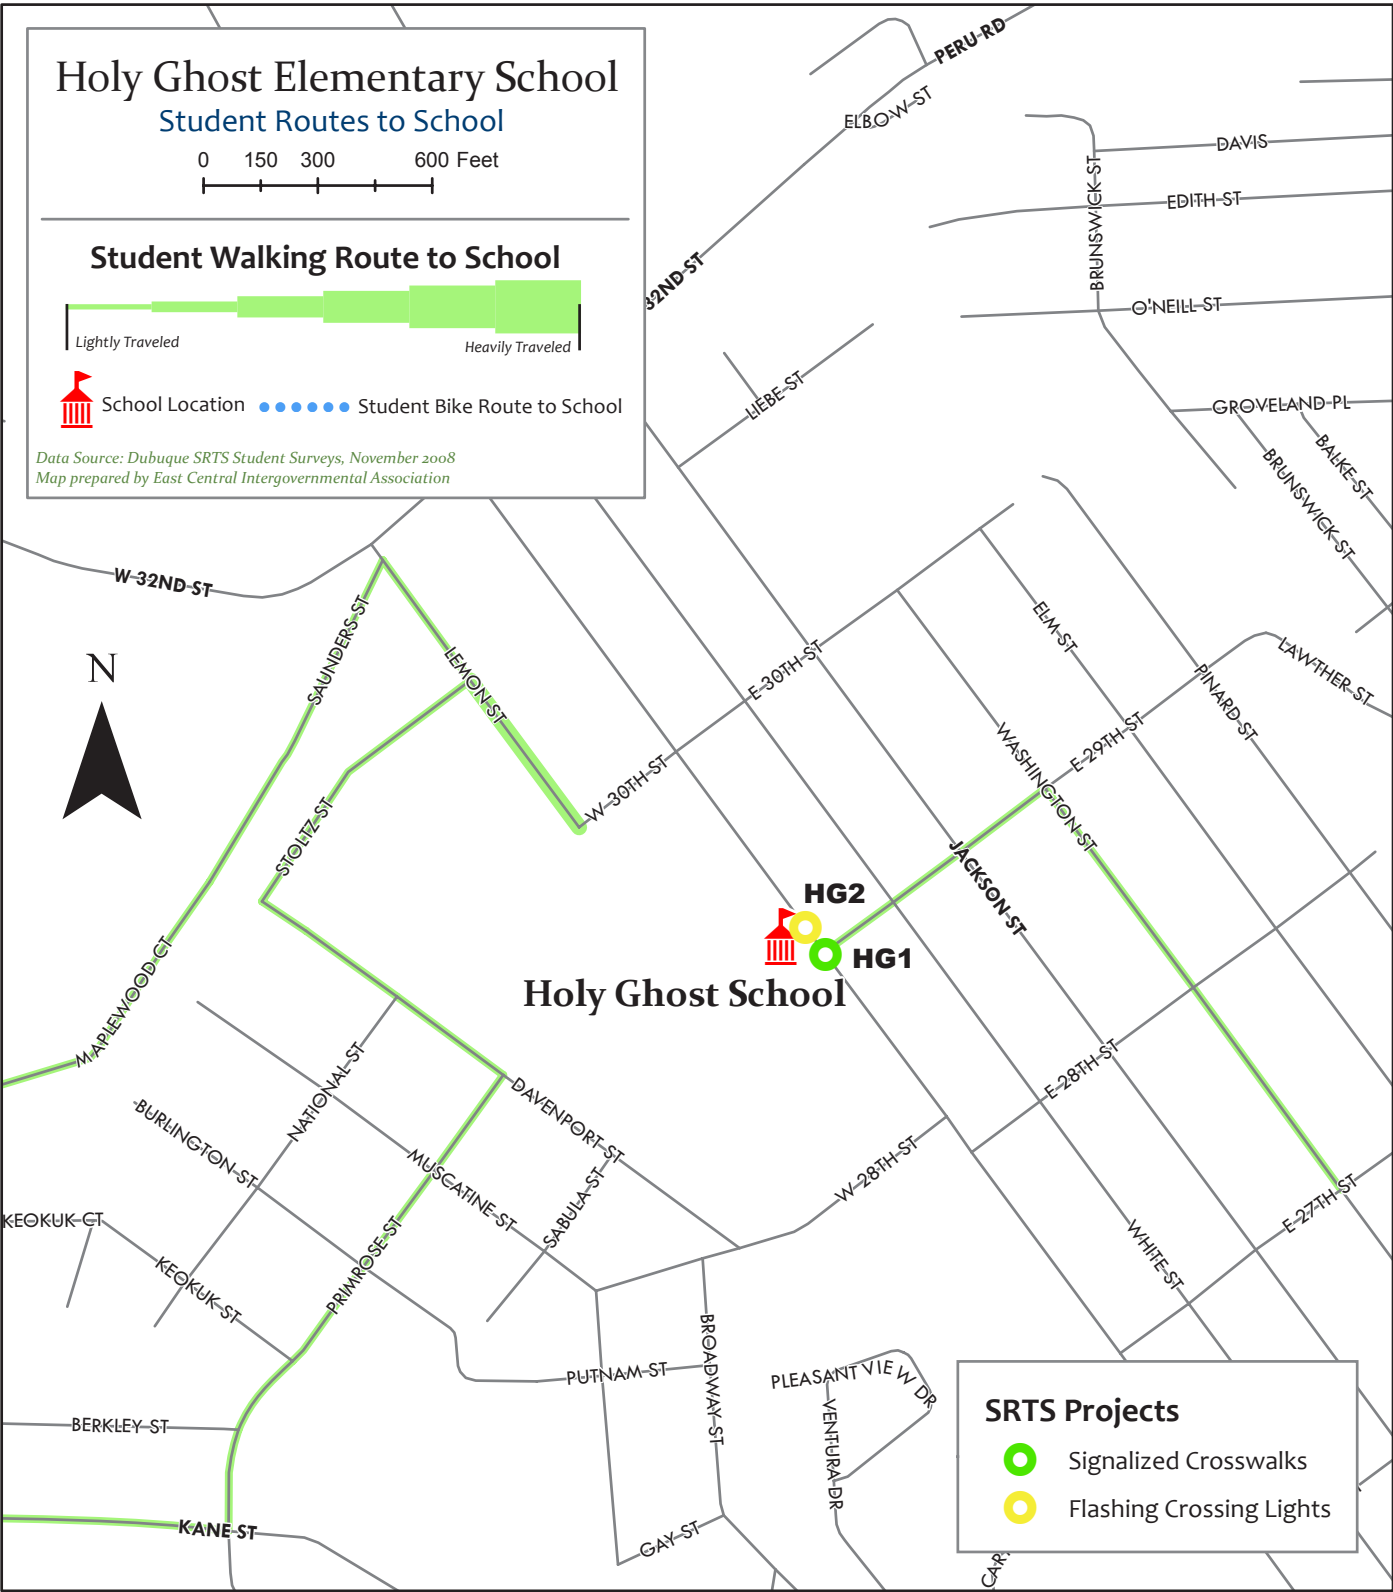 Holy Ghost Elementary School
Student Routes to School
0 150 300 600 Feet
Student Walking Route to School
Lightly Traveled
Heavily Traveled
School Location
Student Bike Route to School
Data Source: Dubuque SRTS Student Surveys, November 2008
Map prepared by East Central Intergovernmental Association
PERU RD
ELBOW ST
DAVIS
BRUNSWICK ST
EDITH ST
32ND ST
O'NEILL ST
LIEBE ST
GROVELAND PL
BALKE ST
BRUNSWICK ST
W 32ND ST
SAUNDERS ST
LEMON ST
ELM ST
E 30TH ST
LAWTHER ST
PINARD ST
N
WASHINGTON ST
E 29TH ST
W 30TH ST
STOLTZ ST
JACKSON ST
HG2
HG1
Holy Ghost School
MAPLEWOOD CT
NATIONAL ST
E 28TH ST
BURLINGTON ST
DAVENPORT ST
MUSCATINE ST
SABULA ST
W 28TH ST
KEOKUK CT
E 27TH ST
KEOKUK ST
PRIMROSE ST
WHITE ST
BROADWAY ST
PUTNAM ST
PLEASANT VIEW DR
VENTURA DR
BERKLEY ST
KANE ST
GAY ST
SRTS Projects
Signalized Crosswalks
Flashing Crossing Lights